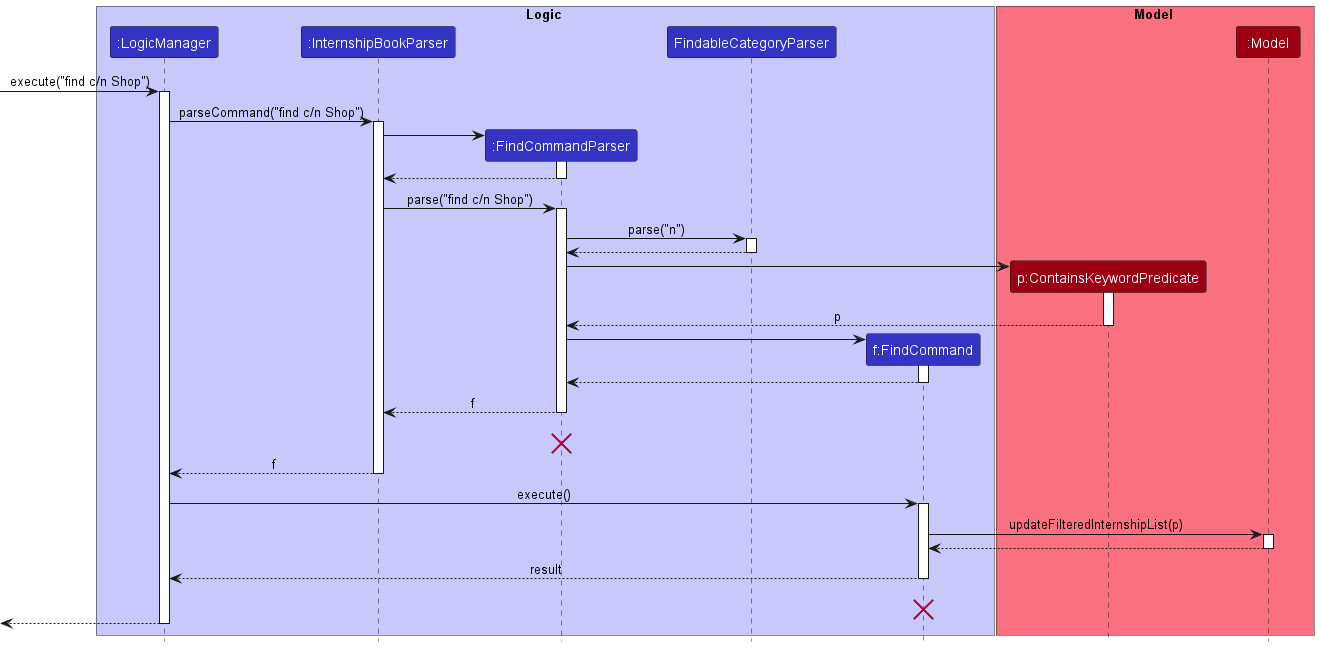 Logic
Model
:LogicManager
:InternshipBookParser
FindableCategoryParser
:Model
execute("find c/n Shop")
parseCommand("find c/n Shop")
:FindCommandParser
parse("find c/n Shop")
parse("n")
p:ContainsKeywordPredicate
p
f:FindCommand
f
f
execute()
updateFilteredInternshipList(p)
result